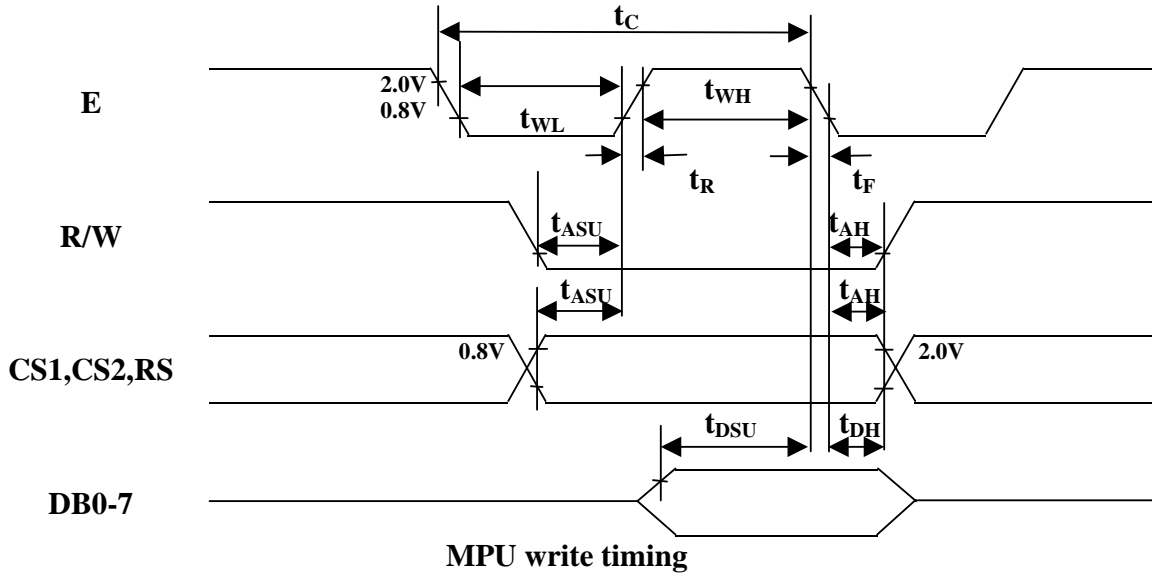 tC
2.0V
E
0.8V
tWH
tWL
tR
tF
tASU
tAH
R/W
tASU
tAH
0.8V
2.0V
CS1,CS2,RS
tDSU
tDH
DB0-7
MPU write timing